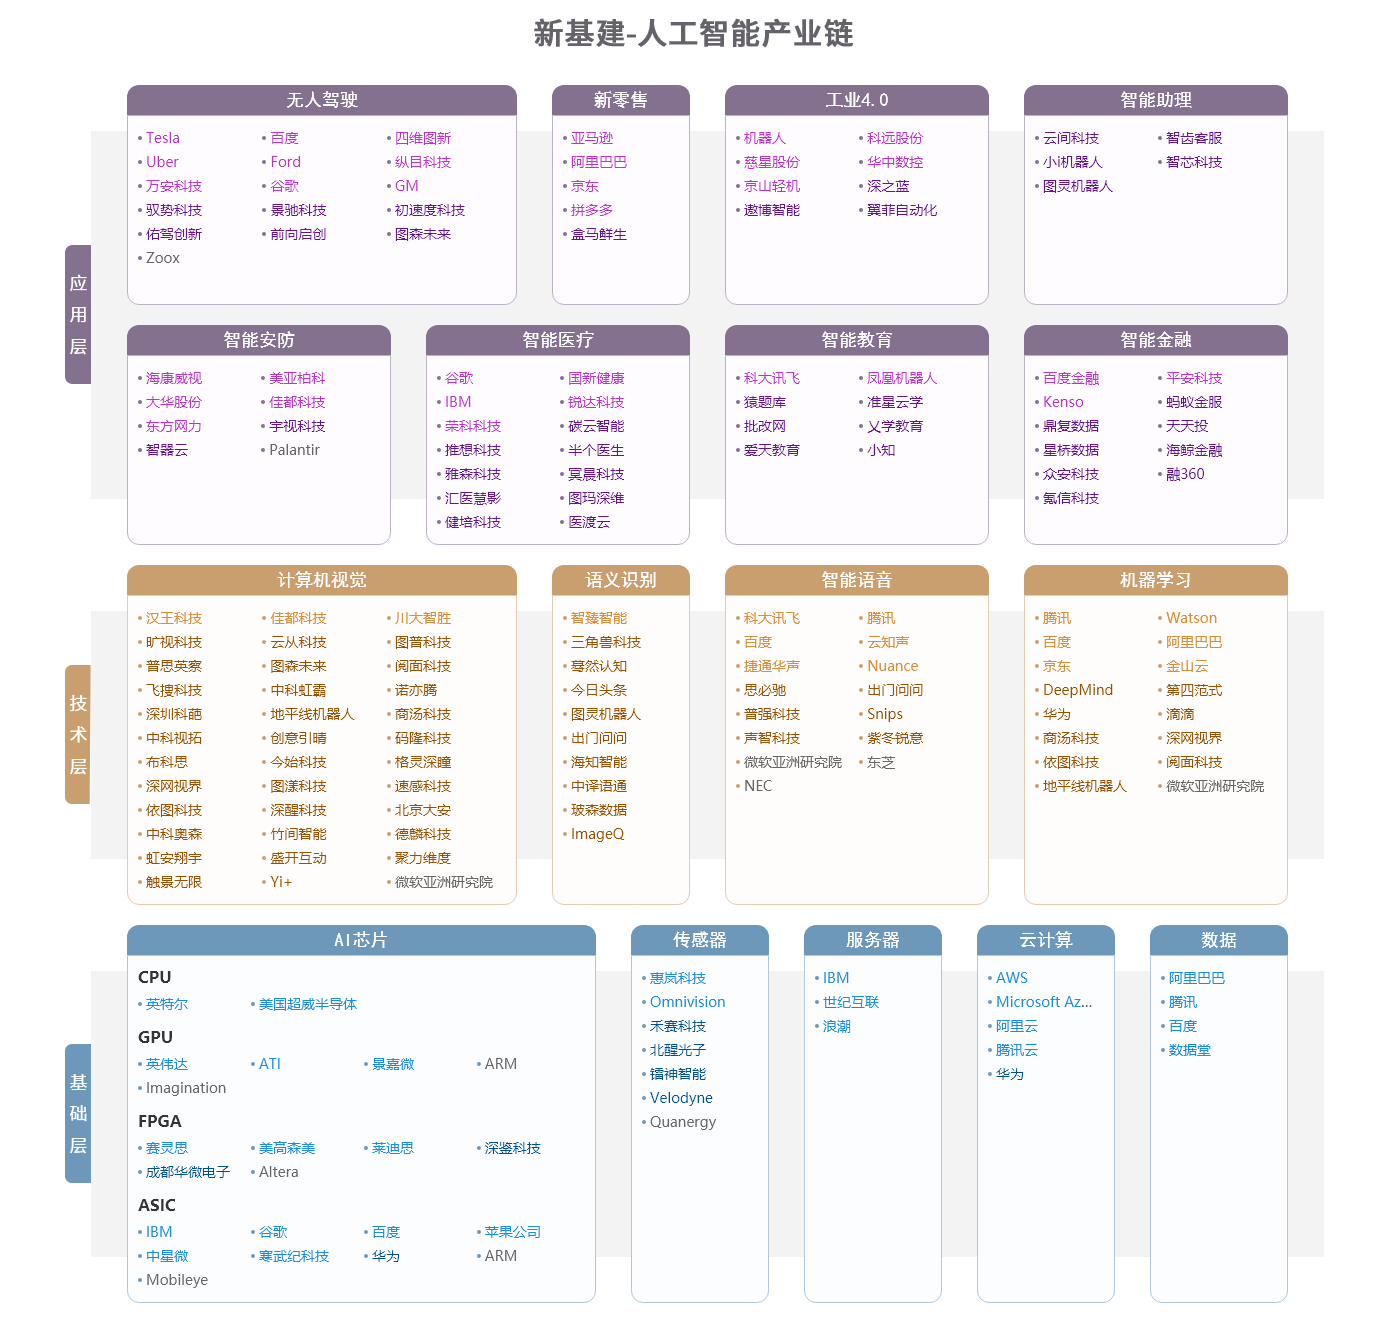 新基建-人工智能产业链
应用层
无人驾驶
Tesla 百度 四维图新
Uber Ford 纵目科技
万安科技 谷歌 GM
驭势科技 景驰科技 初速度科技
佑驾创新 前向启创 图森未来
Zoox
新零售
亚马逊
阿里巴巴
京东
拼多多
盒马鲜生
工业4.0
机器人 科远股份
慈星股份 华中数控
京山轻机 深之蓝
遨博智能 翼菲自动化
智能助理
云间科技 智齿客服
小i机器人 智芯科技
图灵机器人
智能安防
海康威视 美亚柏科
大华股份 佳都科技
东方网力 宇视科技
智器云 Palantir
智能医疗
谷歌 国新健康
IBM 锐达科技
荣科科技 碳云智能
推想科技 半个医生
雅森科技 冥晨科技
汇医慧影 图玛深维
健培科技 医渡云
智能教育
科大讯飞 凤凰机器人
猿题库 准星云学
批改网 乂学教育
爱天教育 小知
智能金融
百度金融 平安科技
Kenso 蚂蚁金服
鼎复数据 天天投
星桥数据 海鲸金融
众安科技 融360
氪信科技
技术层
计算机视觉
汉王科技 佳都科技 川大智胜
旷视科技 云从科技 图普科技
普思英察 图森未来 阅面科技
飞搜科技 中科虹霸 诺亦腾
深圳科葩 地平线机器人 商汤科技
中科视拓 创意引晴 码隆科技
布科思 今始科技 格灵深瞳
深网视界 图漾科技 速感科技
依图科技 深醒科技 北京大安
中科奥森 竹间智能 德麟科技
虹安翔宇 盛开互动 聚力维度
触景无限 Yi+ 微软亚洲研究院
语义识别
智臻智能
三角兽科技
蓦然认知
今日头条
图灵机器人
出门问问
海知智能
中译语通
玻森数据
ImageQ
智能语音
科大讯飞 腾讯
百度 云知声
捷通华声 Nuance
思必驰 出门问问
普强科技 Snips
声智科技 紫冬锐意
微软亚洲研究院 东芝
NEC
机器学习
腾讯 Watson
百度 阿里巴巴
京东 金山云
DeepMind 第四范式
华为 滴滴
商汤科技 深网视界
依图科技 阅面科技
地平线机器人 微软亚洲研究院
基础层
AI芯片
CPU
英特尔 美国超威半导体
GPU
英伟达 ATI 景嘉微 ARM
Imagination
FPGA
赛灵思 美高森美 莱迪思 深鉴科技
成都华微电子 Altera
ASIC
IBM 谷歌 百度 苹果公司
中星微 寒武纪科技 华为 ARM
Mobileye
传感器
惠岚科技
Omnivision
禾赛科技
北醒光子
镭神智能
Velodyne
Quanergy
服务器
IBM
世纪互联
浪潮
云计算
AWS
Microsoft Az...
阿里云
腾讯云
华为
数据
阿里巴巴
腾讯
百度
数据堂